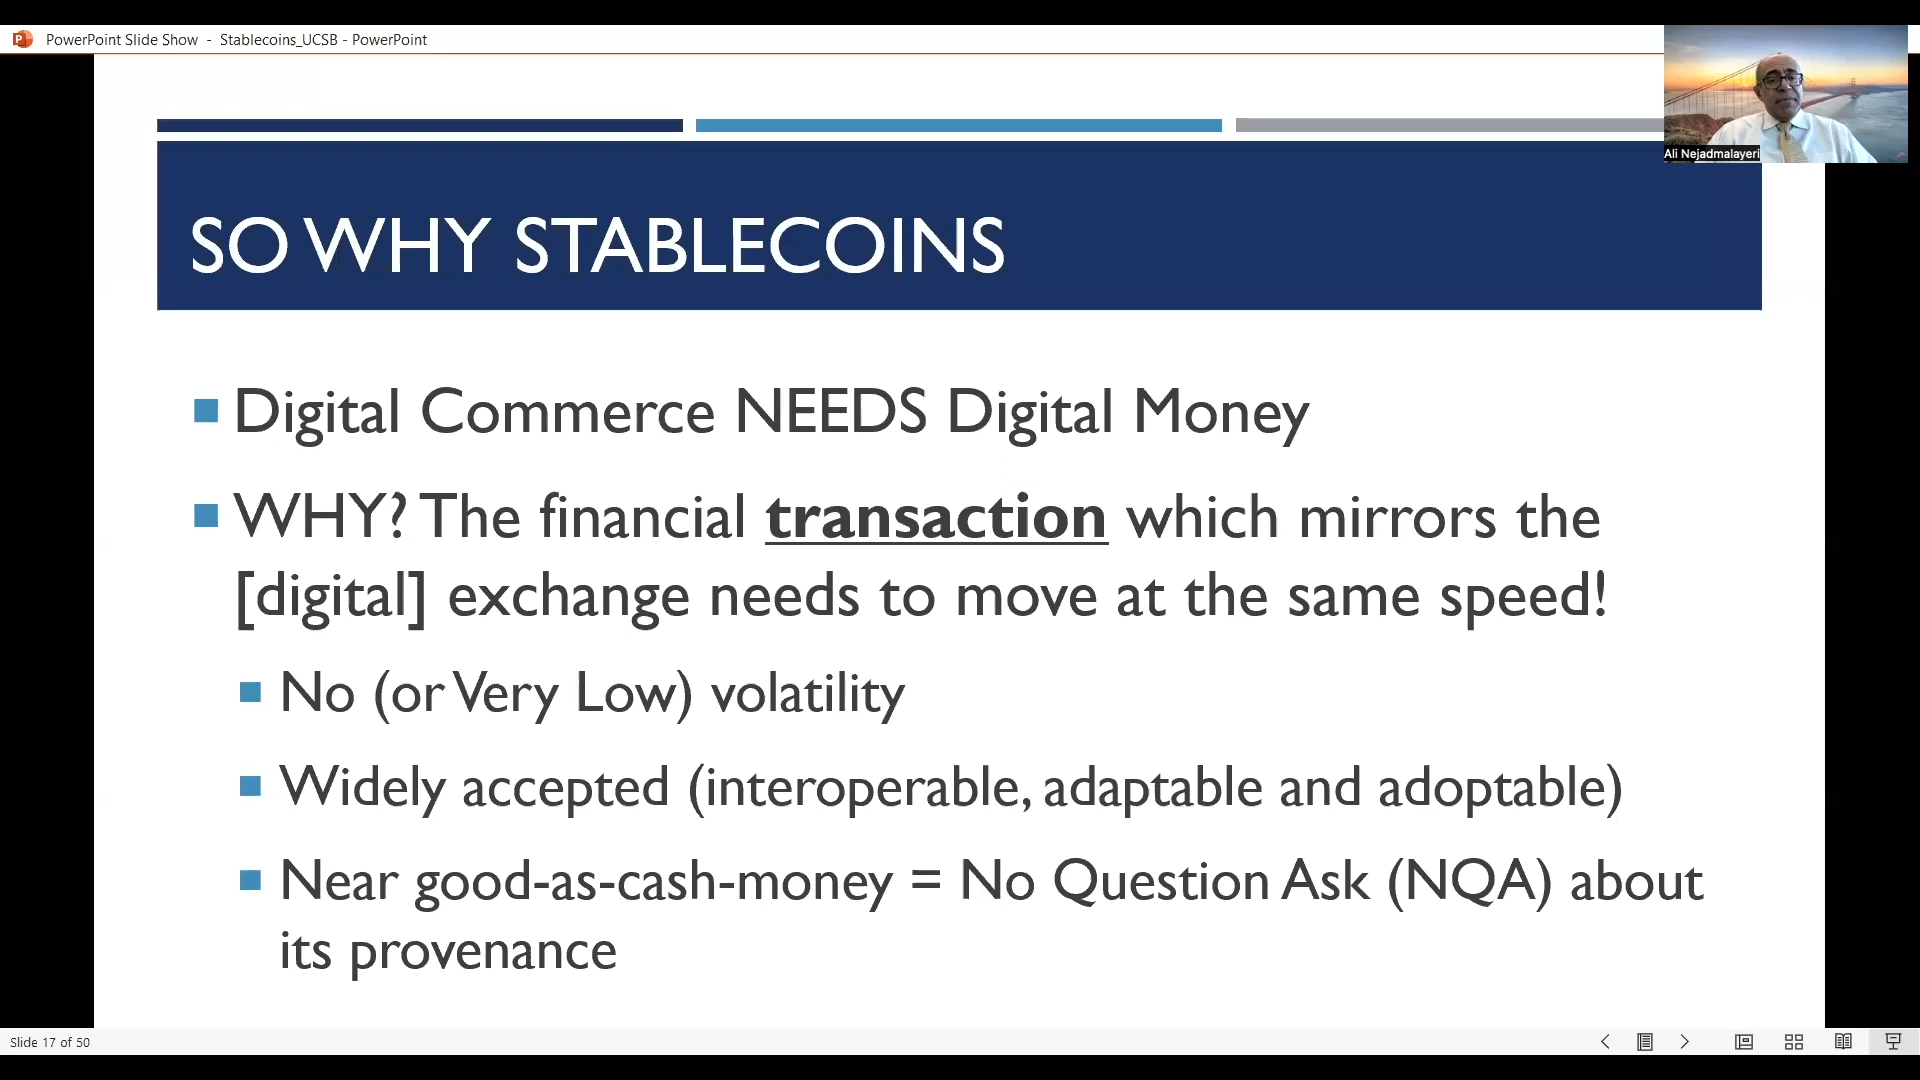 PowerPoint Slide Show - Stablecoins_UCSB - PowerPoint
Ali Nejadmalayeri
SO WHY STABLECOINS
Digital Commerce NEEDS Digital Money
WHY? The financial transaction which mirrors the
[digital] exchange needs to move at the same speed!
No (or Very Low) volatility
Widely accepted (interoperable, adaptable and adoptable)
Near good-as-cash-money = No Question Ask (NQA) about
its provenance
Slide 17 of 50